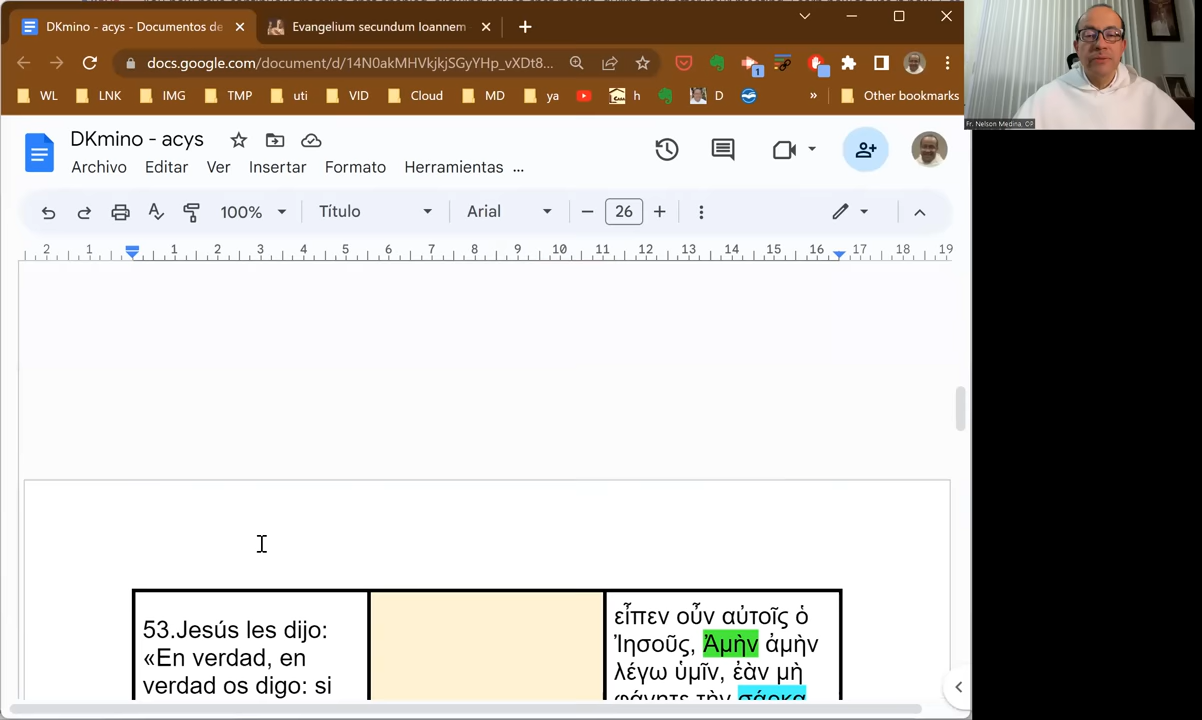 DKmino - acys - Documentos de
Evangelium secundum Ioannem
docs.google.com/document/d/14N0akMHVkjkjSGyYHp_vXDt8...
1
WL LNK IMG TMP uti VID Cloud MD ya h D » Other bookmarks
Fr. Nelson Medina, OP
DKmino - acys
Archivo Editar Ver Insertar Formato Herramientas ...
100% Título Arial 26
2 1 1 2 3 4 5 6 7 8 9 10 11 12 13 14 15 16 17 18 19
53.Jesús les dijo:
«En verdad, en
verdad os digo: si
εἶπεν οὖν αὐτοῖς ὁ
Ἰησοῦς, Ἀμὴν ἀμὴν
λέγω ὑμῖν, ἐὰν μὴ
φάγητε τὴν σάρκα